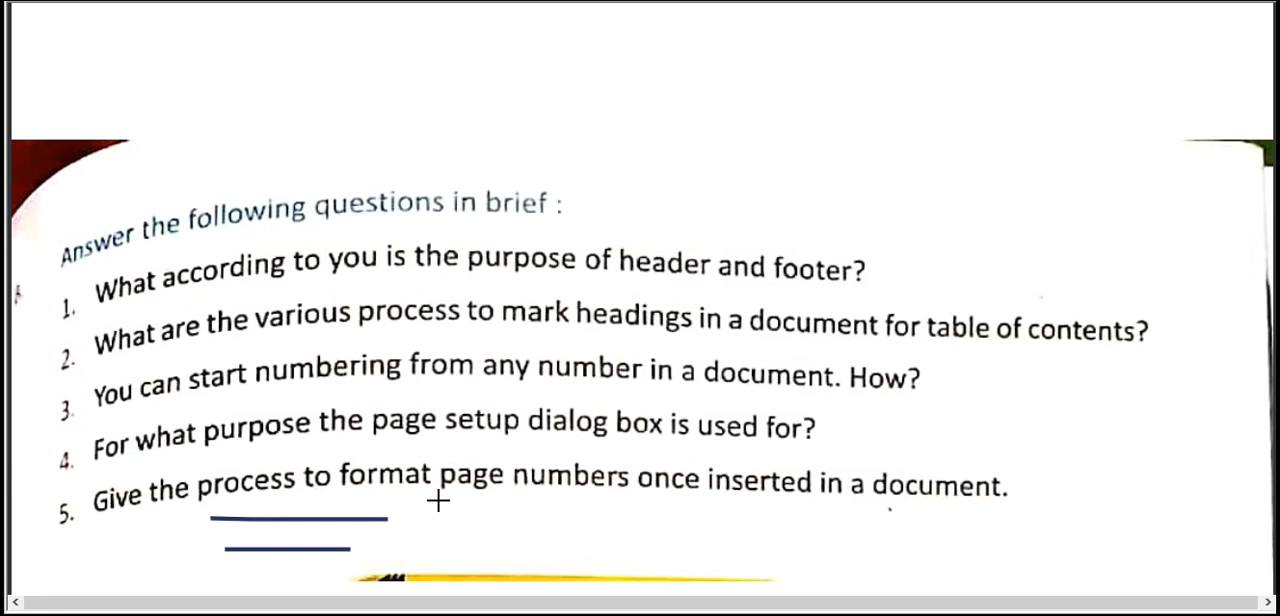 Answer the following questions in brief :
1. What according to you is the purpose of header and footer?
2. What are the various process to mark headings in a document for table of contents?
3. You can start numbering from any number in a document. How?
4. For what purpose the page setup dialog box is used for?
5. Give the process to format page numbers once inserted in a document.